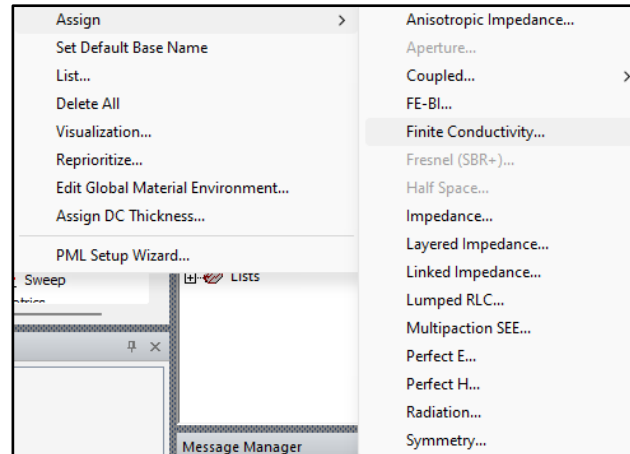 Assign
Set Default Base Name
List...
Delete All
Visualization...
Reprioritize...
Edit Global Material Environment...
Assign DC Thickness...
PML Setup Wizard...
Sweep
Lists
Message Manager
Anisotropic Impedance...
Aperture...
Coupled...
FE-BI...
Finite Conductivity...
Fresnel (SBR+)...
Half Space...
Impedance...
Layered Impedance...
Linked Impedance...
Lumped RLC...
Multipaction SEE...
Perfect E...
Perfect H...
Radiation...
Symmetry...